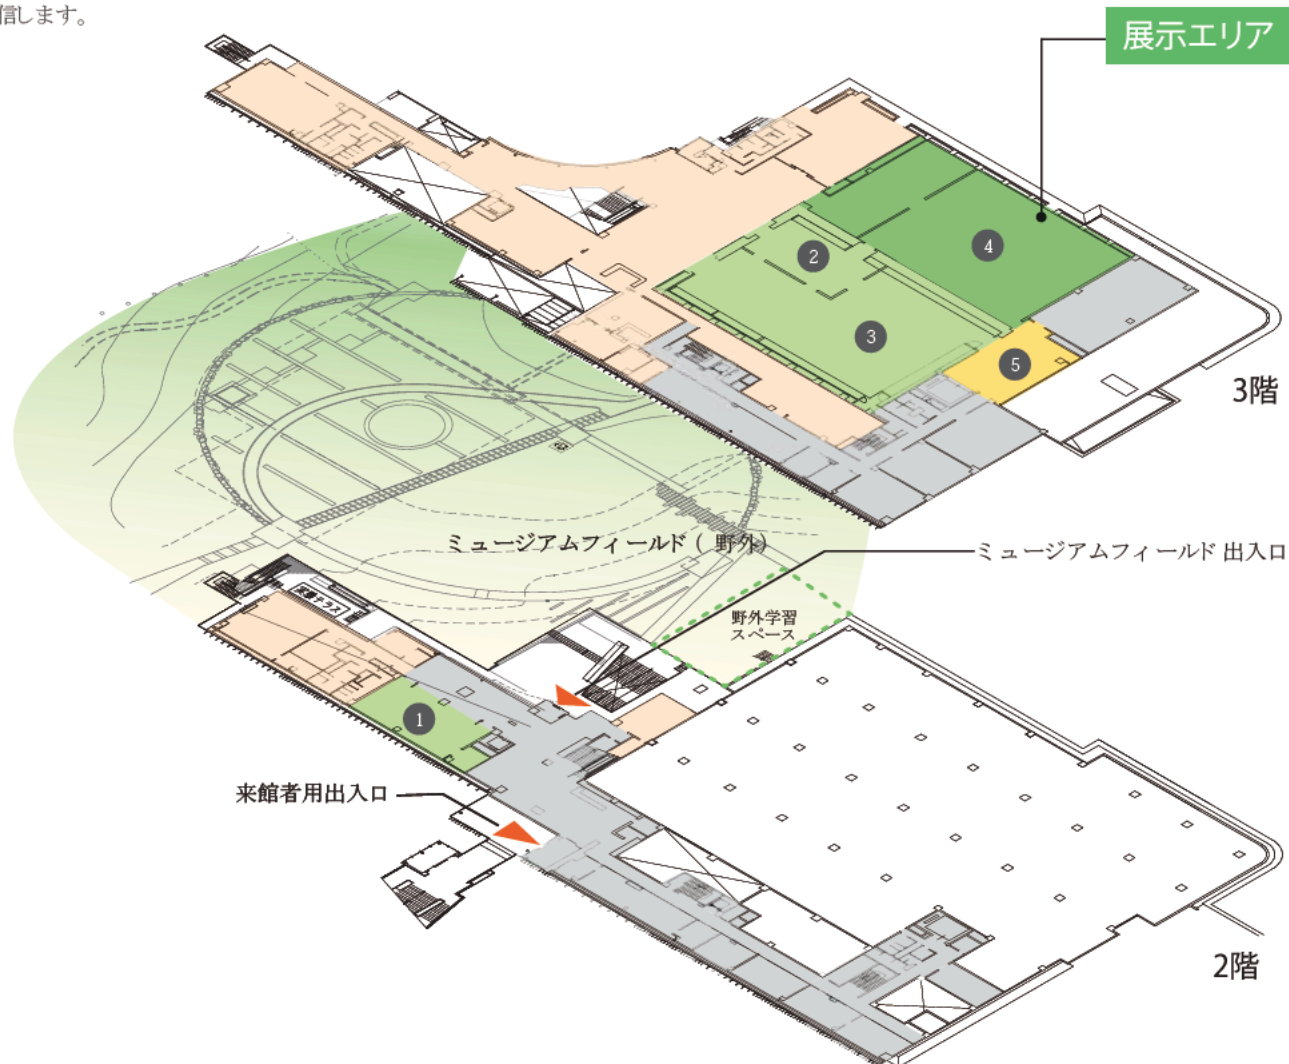 信します。
展示エリア
2
4
3
5
3階
ミュージアムフィールド ( 野外)
ミュージアムフィールド 出入口
野外学習
スペース
1
来館者用出入口
2階